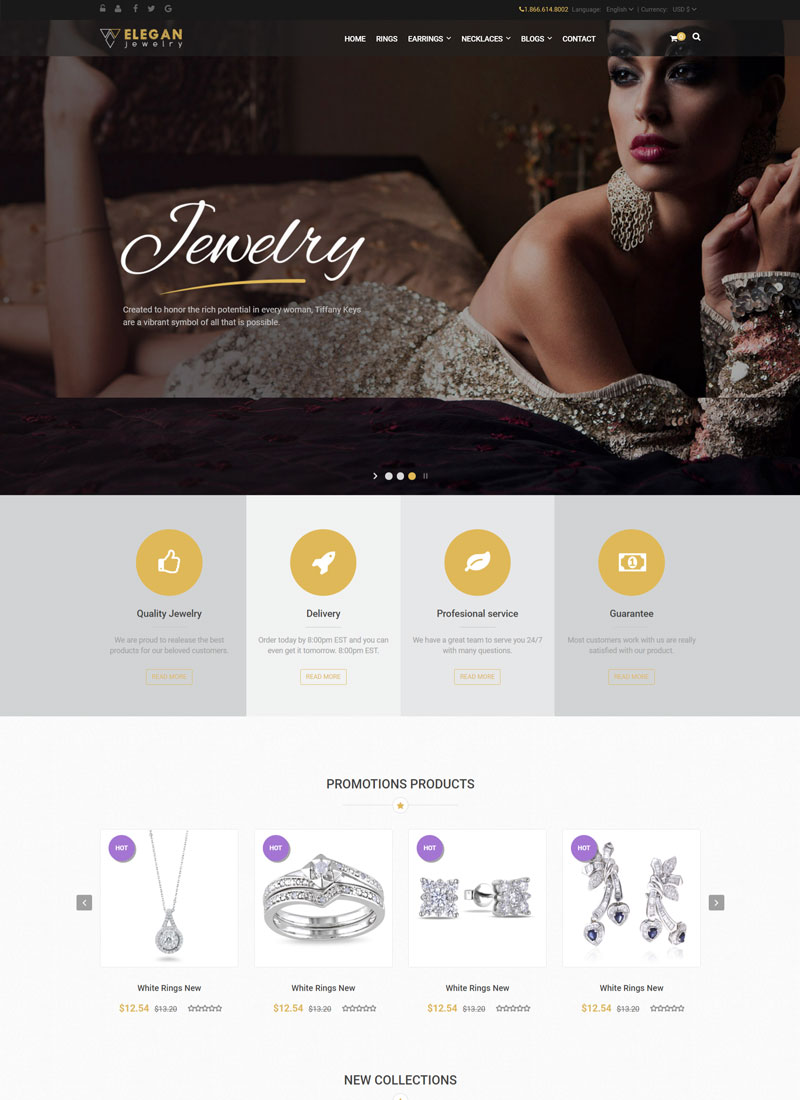 1.866.614.8002 Language: English | Currency: USD $
ELEGAN
jewelry
HOME RINGS EARRINGS NECKLACES BLOGS CONTACT
0
Jewelry
Created to honor the rich potential in every woman, Tiffany Keys
are a vibrant symbol of all that is possible.
Quality Jewelry
We are proud to realease the best
products for our beloved customers.
READ MORE
Delivery
Order today by 8:00pm EST and you can
even get it tomorrow. 8:00pm EST.
READ MORE
Profesional service
We have a great team to serve you 24/7
with many questions.
READ MORE
1
Guarantee
Most customers work with us are really
satisfied with our product.
READ MORE
PROMOTIONS PRODUCTS
HOT
White Rings New
$12.54 $13.20
HOT
White Rings New
$12.54 $13.20
HOT
White Rings New
$12.54 $13.20
HOT
White Rings New
$12.54 $13.20
NEW COLLECTIONS